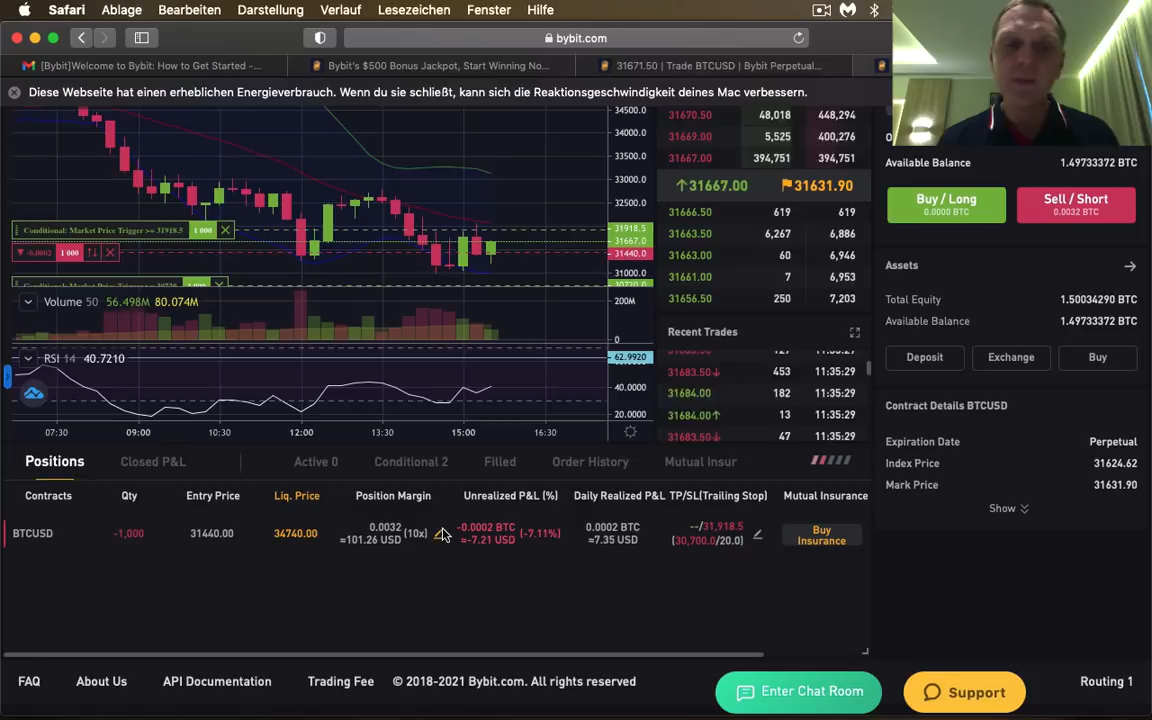 Safari Ablage Bearbeiten Darstellung Verlauf Lesezeichen Fenster Hilfe
bybit.com
[Bybit]Welcome to Bybit: How to Get Started -...
Bybit's $500 Bonus Jackpot, Start Winning No...
31671.50 | Trade BTCUSD | Bybit Perpetual...
Diese Webseite hat einen erheblichen Energieverbrauch. Wenn du sie schließt, kann sich die Reaktionsgeschwindigkeit deines Mac verbessern.
34500.0
34000.0
33500.0
33000.0
32500.0
Conditional: Market Price Trigger >= 31918.5 1 000
31918.5
31667.0
-0.0002 1 000
31440.0
31000.0
Volume 50 56.498M 80.074M
200M
0
RSI 14 40.7210
62.9920
40.0000
20.0000
07:30 09:00 10:30 12:00 13:30 15:00 16:30
31670.50 48,018 448,294
31669.00 5,525 400,276
31667.00 394,751 394,751
↑31667.00 31631.90
31666.50 619 619
31663.50 6,267 6,886
31663.00 60 6,946
31661.00 7 6,953
31656.50 250 7,203
Recent Trades
31683.50↓ 453 11:35:29
31684.00 182 11:35:29
31684.00↑ 13 11:35:29
31683.50↓ 47 11:35:29
Available Balance 1.49733372 BTC
Buy / Long
0.0000 BTC
Sell / Short
0.0032 BTC
Assets
Total Equity 1.50034290 BTC
Available Balance 1.49733372 BTC
Deposit Exchange Buy
Contract Details BTCUSD
Expiration Date Perpetual
Index Price 31624.62
Mark Price 31631.90
Show
Positions Closed P&L Active 0 Conditional 2 Filled Order History Mutual Insur
Contracts Qty Entry Price Liq. Price Position Margin Unrealized P&L (%) Daily Realized P&L TP/SL(Trailing Stop) Mutual Insurance
BTCUSD -1,000 31440.00 34740.00
0.0032
≈101.26 USD (10x)
-0.0002 BTC
≈-7.21 USD (-7.11%)
0.0002 BTC
≈7.35 USD
--/31,918.5
(30,700.0/20.0)
Buy
Insurance
FAQ About Us API Documentation Trading Fee © 2018-2021 Bybit.com. All rights reserved
Enter Chat Room
Support
Routing 1